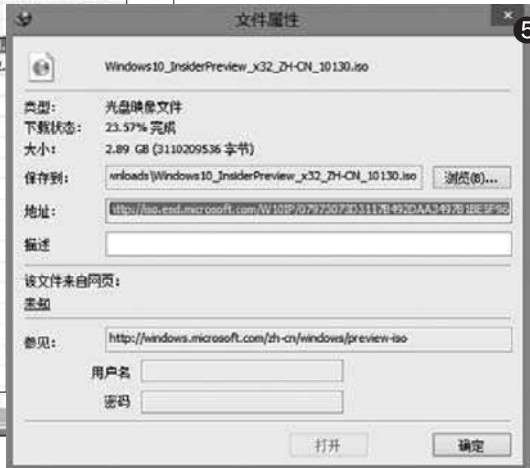 文件属性
5
Windows10_InsiderPreview_x32_ZH-CN_10130.iso
类型: 光盘映像文件
下载状态: 23.57% 完成
大小: 2.89 GB (3110209536 字节)
保存到: wnloads\Windows10_InsiderPreview_x32_ZH-CN_10130.iso 浏览(B)...
地址:
描述
该文件来自网页:
未知
参见: http://windows.microsoft.com/zh-cn/windows/preview-iso
用户名
密码
打开 确定